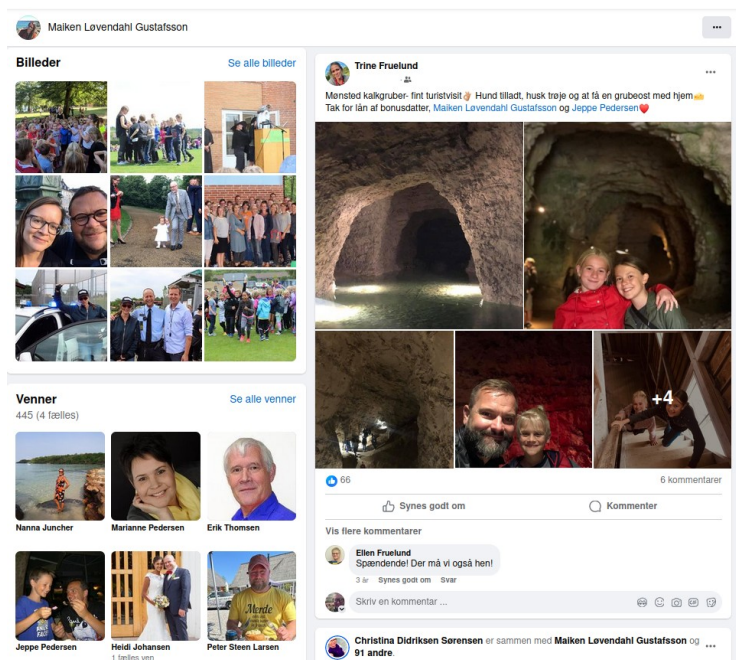 Maiken Løvendahl Gustafsson
Billeder
Se alle billeder
Venner
Se alle venner
445 (4 fælles)
Nanna Juncher
Marianne Pedersen
Erik Thomsen
Merde
Jeppe Pedersen
Heidi Johansen
1 fælles ven
Peter Steen Larsen
Trine Fruelund
Mønsted kalkgruber- fint turistvisit✌🏼 Hund tilladt, husk trøje og at få en grubeost med hjem🧀
Tak for lån af bonusdatter, Maiken Løvendahl Gustafsson og Jeppe Pedersen❤️
+4
66
6 kommentarer
Synes godt om
Kommenter
Vis flere kommentarer
Ellen Fruelund
Spændende! Der må vi også hen!
3 år Synes godt om Svar
Skriv en kommentar ...
Christina Didriksen Sørensen er sammen med Maiken Løvendahl Gustafsson og
91 andre.